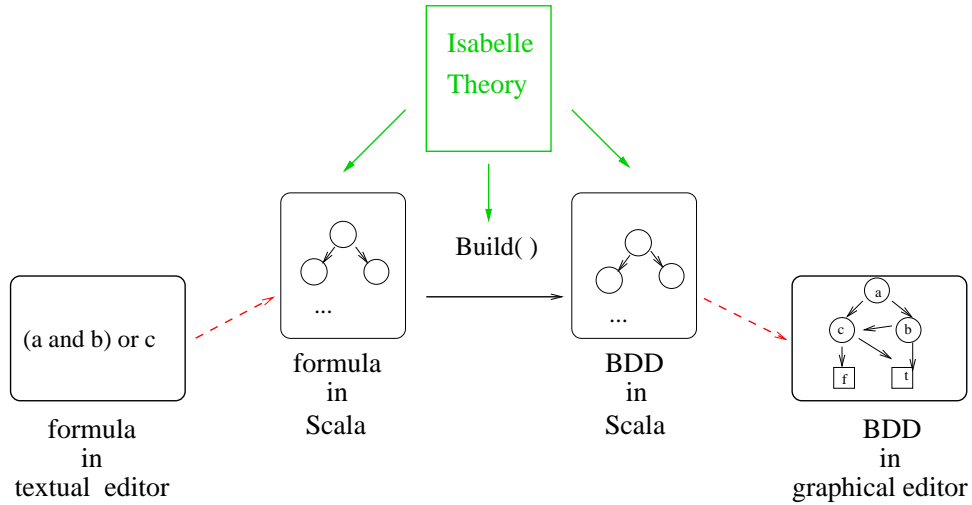 Isabelle
Theory
Build( )
...
...
(a and b) or c
a
c
b
f
t
formula
in
Scala
BDD
in
Scala
formula
in
textual editor
BDD
in
graphical editor